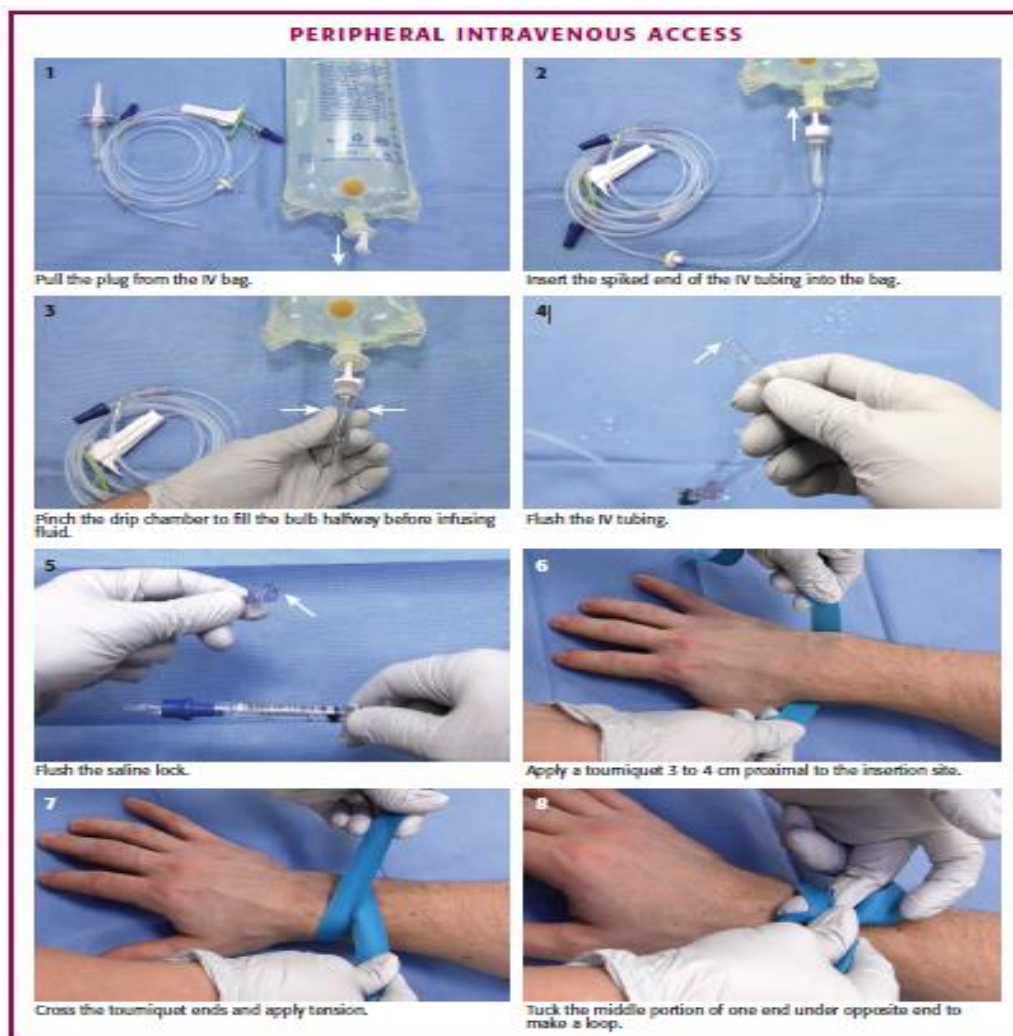 PERIPHERAL INTRAVENOUS ACCESS
1
2
Pull the plug from the IV bag.
Insert the spiked end of the IV tubing into the bag.
3
4
Pinch the drip chamber to fill the bulb halfway before infusing
fluid.
Flush the IV tubing.
5
6
Flush the saline lock.
Apply a tourniquet 3 to 4 cm proximal to the insertion site.
7
8
Cross the tourniquet ends and apply tension.
Tuck the middle portion of one end under opposite end to
make a loop.